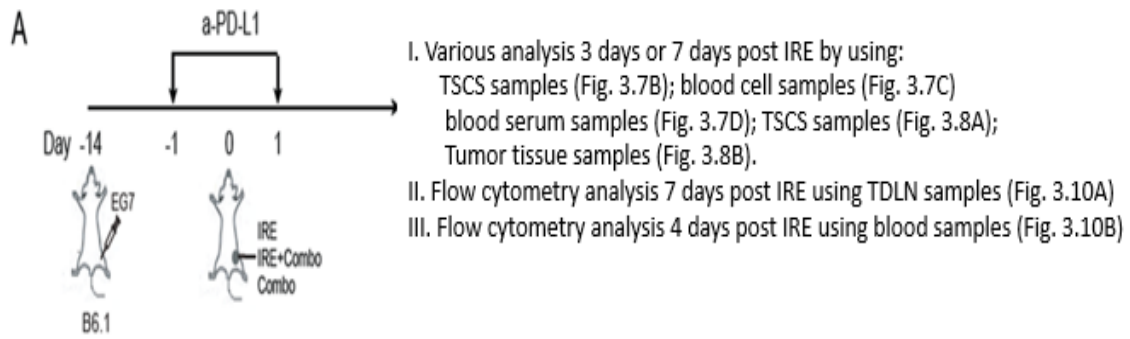 A
a-PD-L1
Day -14 -1 0 1
EG7
IRE
IRE+Combo
Combo
B6.1
I. Various analysis 3 days or 7 days post IRE by using:
TSCS samples (Fig. 3.7B); blood cell samples (Fig. 3.7C)
blood serum samples (Fig. 3.7D); TSCS samples (Fig. 3.8A);
Tumor tissue samples (Fig. 3.8B).
II. Flow cytometry analysis 7 days post IRE using TDLN samples (Fig. 3.10A)
III. Flow cytometry analysis 4 days post IRE using blood samples (Fig. 3.10B)